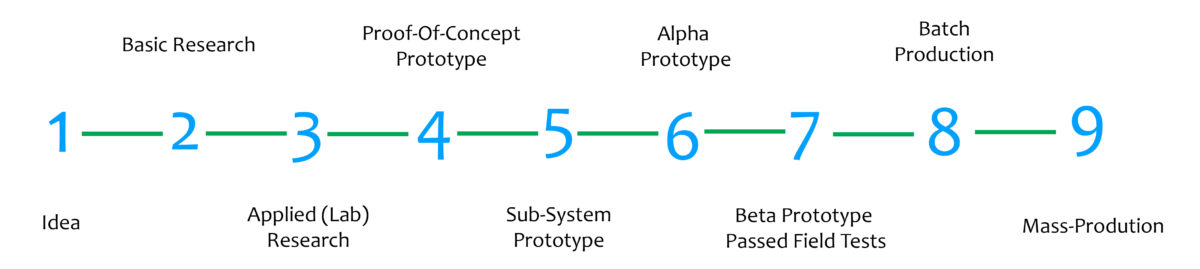 Basic Research
Proof-Of-Concept
Prototype
Alpha
Prototype
Batch
Production
1 2 3 4 5 6 7 8 9
Idea
Applied (Lab)
Research
Sub-System
Prototype
Beta Prototype
Passed Field Tests
Mass-Prodution